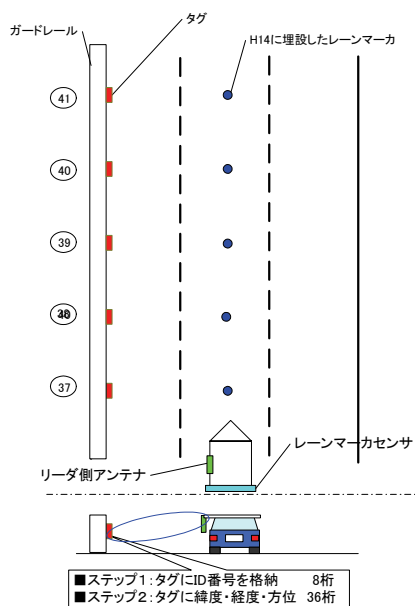 ガードレール
タグ
H14に埋設したレーンマーカ
41
40
39
37
レーンマーカセンサ
リーダ側アンテナ
■ステップ1:タグにID番号を格納 8桁
■ステップ2:タグに緯度・経度・方位 36桁